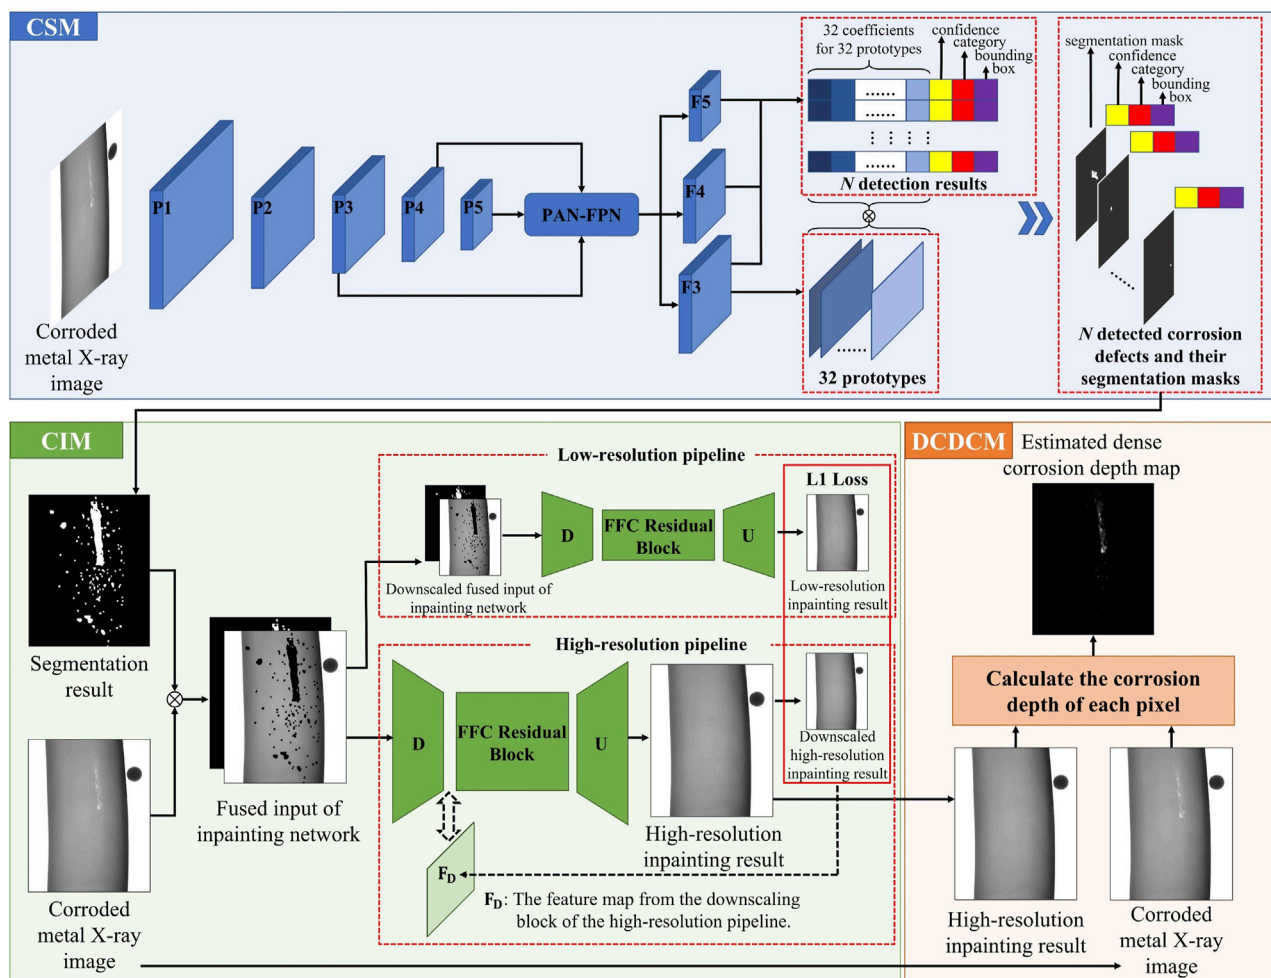 CSM
32 coefficients
for 32 prototypes
confidence
category
bounding
box
segmentation mask
confidence
category
bounding
box
P1
P2
P3
P4
P5
PAN-FPN
F5
F4
F3
......
......
......
N detection results
......
32 prototypes
......
N detected corrosion
defects and their
segmentation masks
Corroded
metal X-ray
image
CIM
Segmentation
result
Corroded
metal X-ray
image
Fused input of
inpainting network
Low-resolution pipeline
Downscaled fused input of
inpainting network
D
FFC Residual
Block
U
L1 Loss
Low-resolution
inpainting result
High-resolution pipeline
D
FFC Residual
Block
U
High-resolution
inpainting result
Downscaled
high-resolution
inpainting result
F_D
F_D: The feature map from the downscaling
block of the high-resolution pipeline.
DCDCM
Estimated dense
corrosion depth map
Calculate the corrosion
depth of each pixel
High-resolution
inpainting result
Corroded
metal X-ray
image